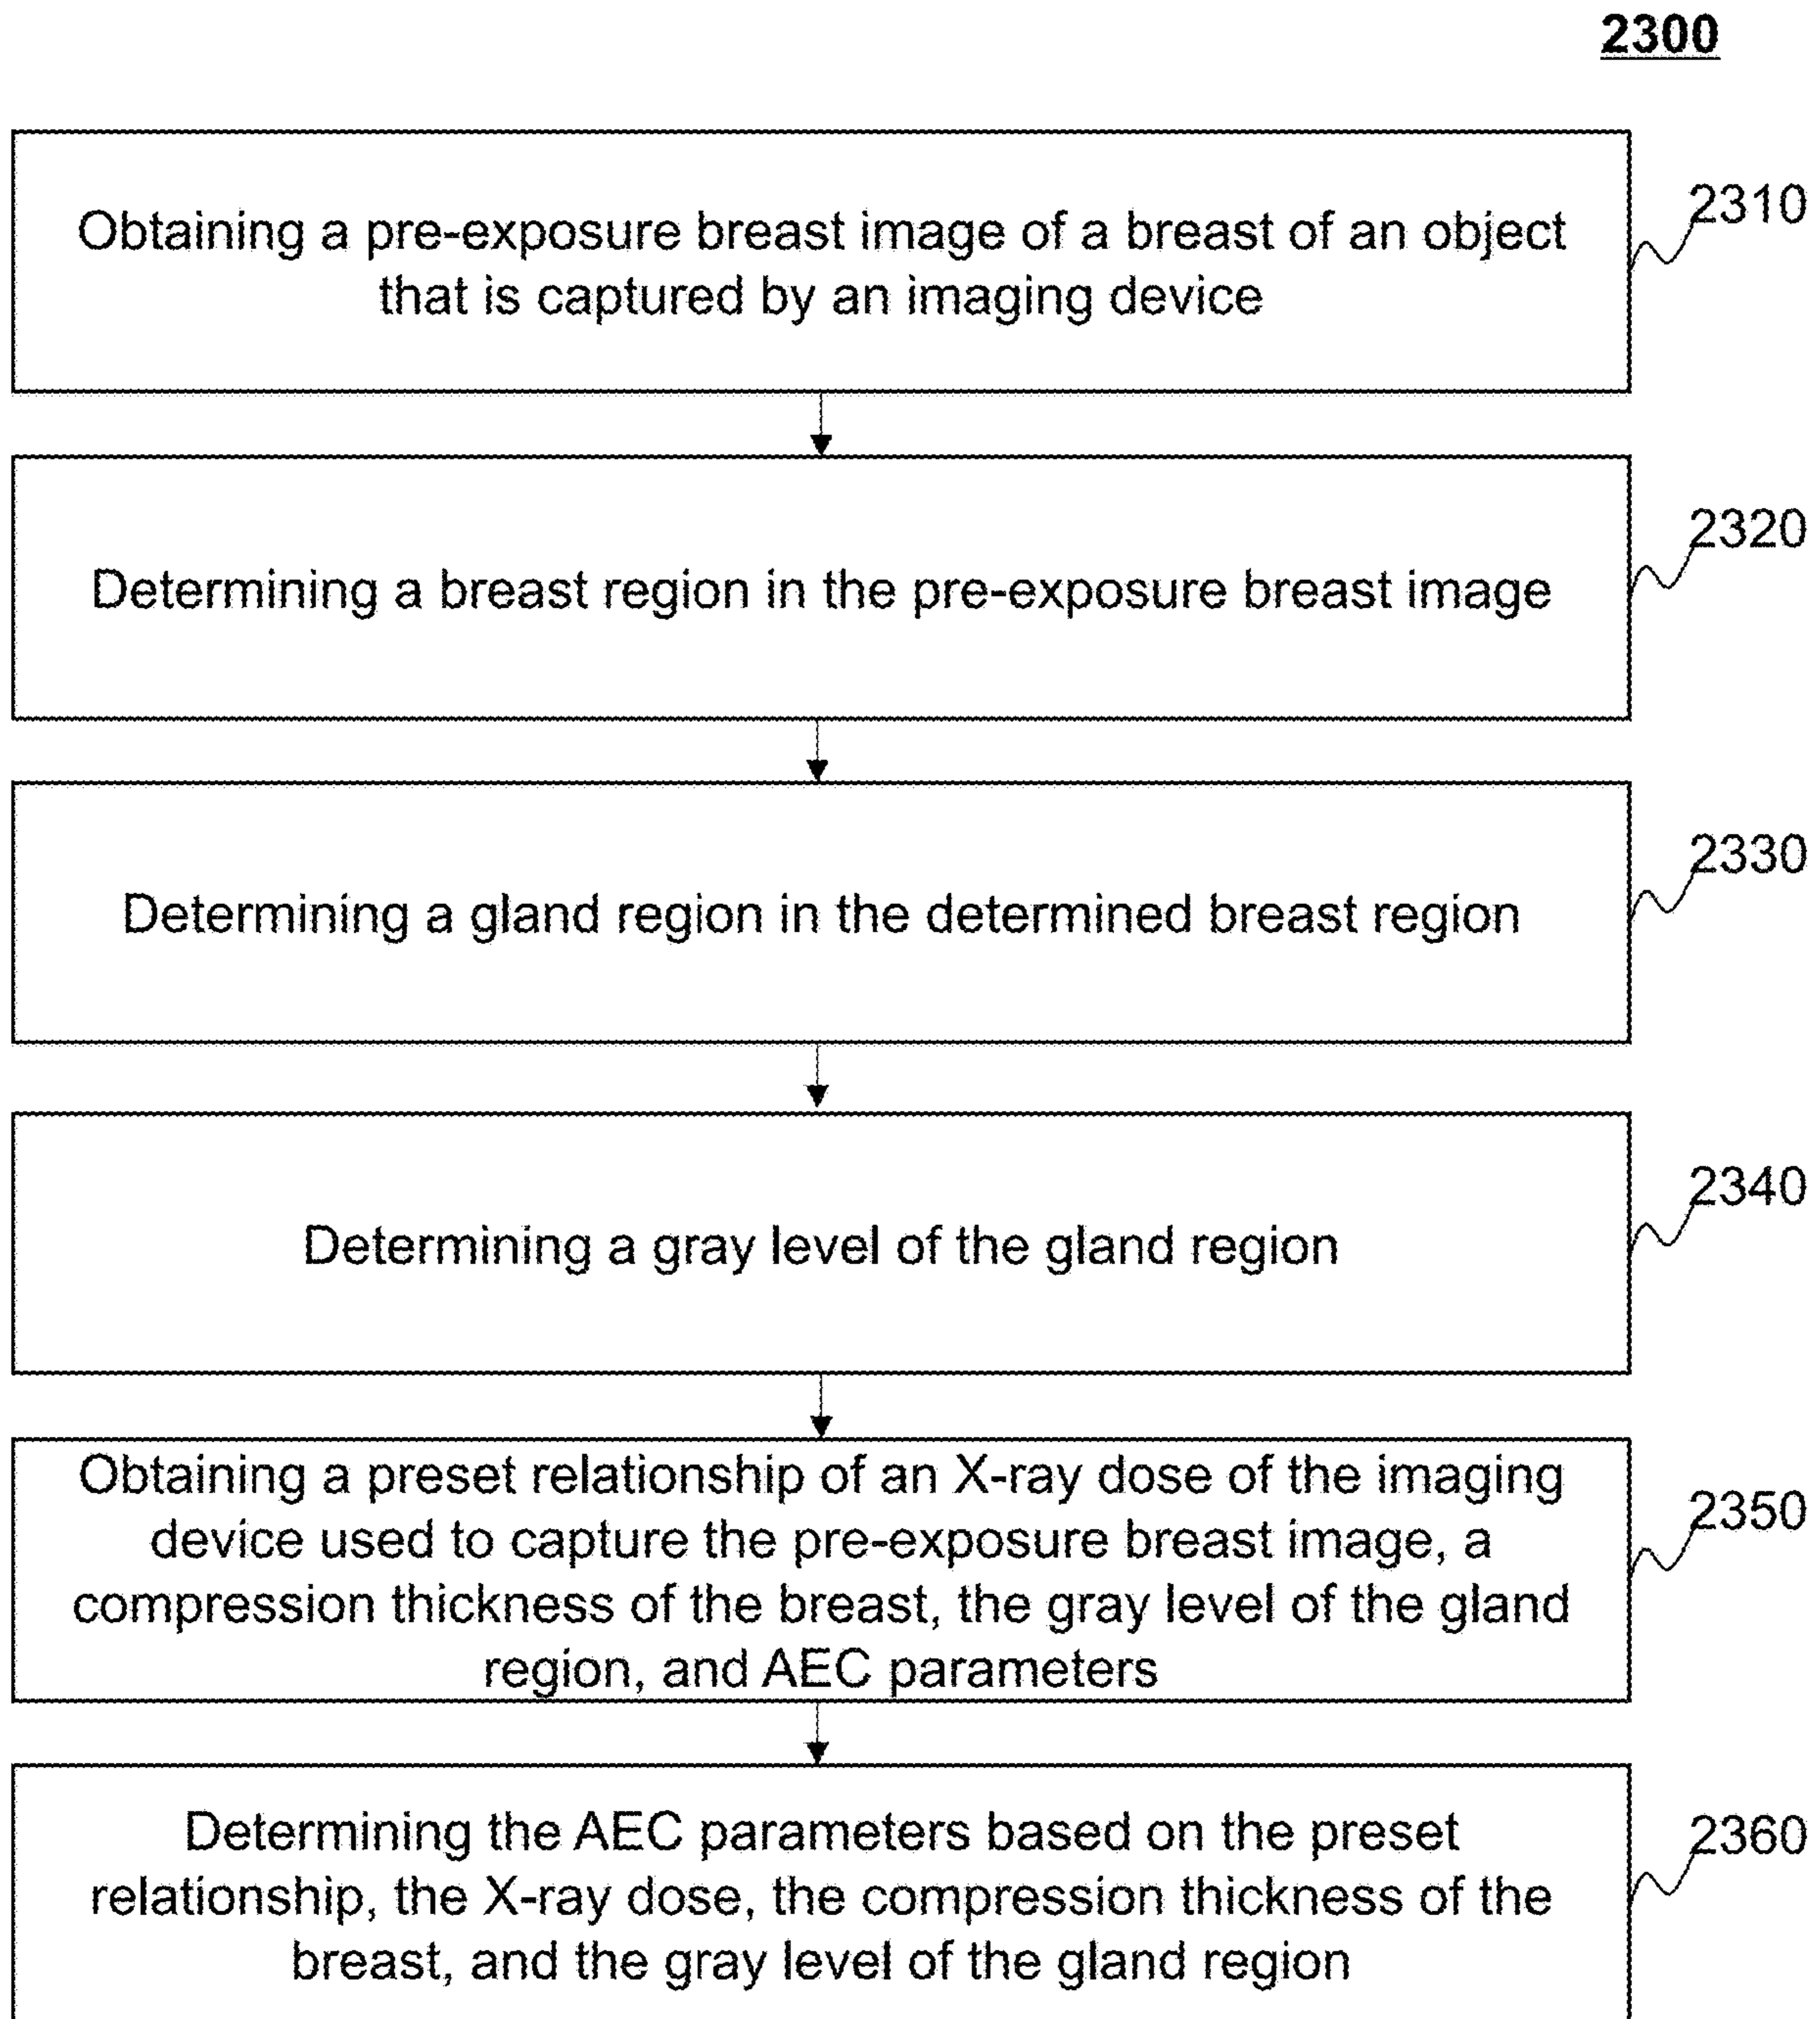 2300
Obtaining a pre-exposure breast image of a breast of an object
that is captured by an imaging device
2310
Determining a breast region in the pre-exposure breast image
2320
Determining a gland region in the determined breast region
2330
Determining a gray level of the gland region
2340
Obtaining a preset relationship of an X-ray dose of the imaging
device used to capture the pre-exposure breast image, a
compression thickness of the breast, the gray level of the gland
region, and AEC parameters
2350
Determining the AEC parameters based on the preset
relationship, the X-ray dose, the compression thickness of the
breast, and the gray level of the gland region
2360